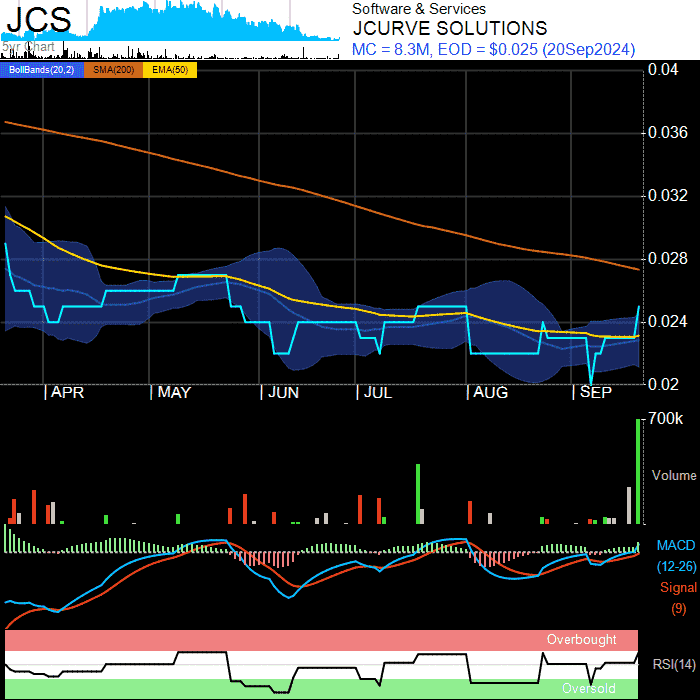 JCS
5yr Chart
Software & Services
JCURVE SOLUTIONS
MC = 8.3M, EOD = $0.025 (20Sep2024)
BollBands(20,2) SMA(200) EMA(50)
0.04
0.036
0.032
0.028
0.024
0.02
APR MAY JUN JUL AUG SEP
700k
Volume
MACD
(12-26)
Signal
(9)
Overbought
RSI(14)
Oversold